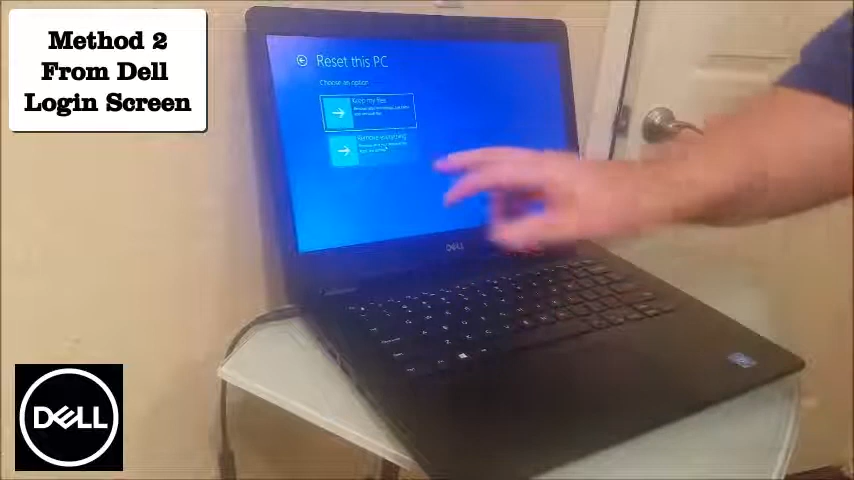 Method 2
From Dell
Login Screen
Reset this PC
Choose an option
Keep my files
Remove everything
DELL
DELL